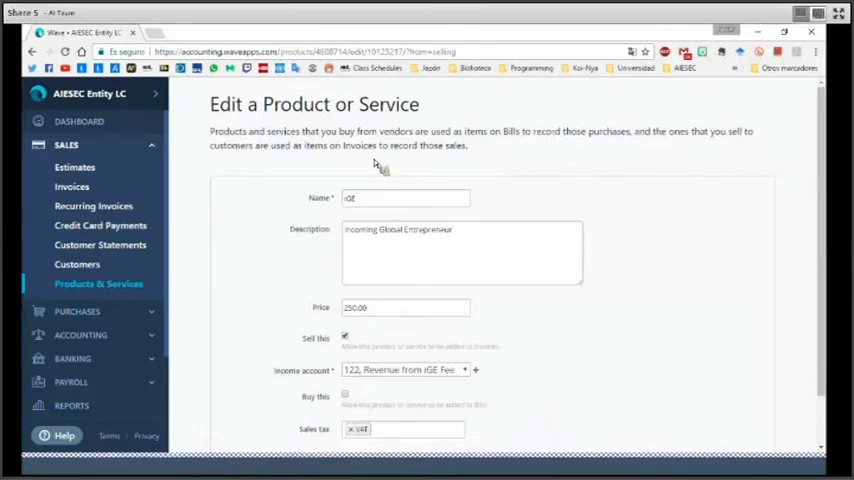 Share 5 - AI Team
Wave • AIESEC Entity LC
Es seguro
https://accounting.waveapps.com/products/4608714/edit/10123217/?from=selling
Class Schedules
Japón
Biblioteca
Programming
Koi-Nya
Universidad
AIESEC
»
Otros marcadores
AIESEC Entity LC
DASHBOARD
SALES
Estimates
Invoices
Recurring Invoices
Credit Card Payments
Customer Statements
Customers
Products & Services
PURCHASES
ACCOUNTING
BANKING
PAYROLL
REPORTS
Help
Terms
Privacy
Edit a Product or Service
Products and services that you buy from vendors are used as items on Bills to record those purchases, and the ones that you sell to
customers are used as items on Invoices to record those sales.
Name * iGE
Description Incoming Global Entrepreneur
Price 250.00
Sell this
Allow this product or service to be added to Invoices.
Income account * 122, Revenue from iGE Fee +
Buy this
Allow this product or service to be added to Bills.
Sales tax × VAT